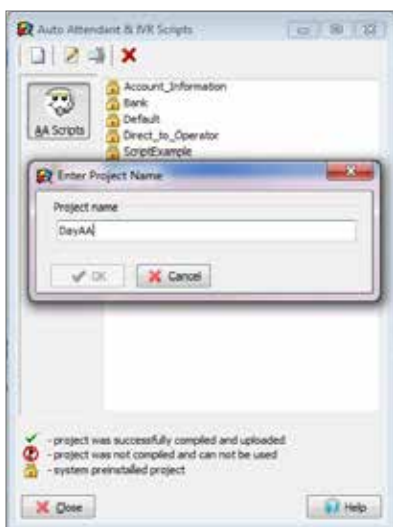 Auto Attendant & IVR Scripts
AA Scripts
Account_Information
Bank
Default
Direct_to_Operator
ScriptExample
Enter Project Name
Project name
DayAA
OK
Cancel
- project was successfully compiled and uploaded
- project was not compiled and can not be used
- system preinstalled project
Close
Help